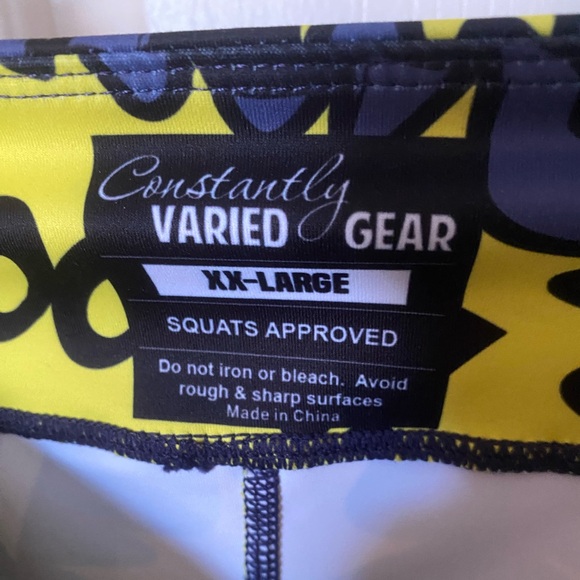 Constantly
VARIED GEAR
XX-LARGE
SQUATS APPROVED
Do not iron or bleach. Avoid
rough & sharp surfaces
Made in China